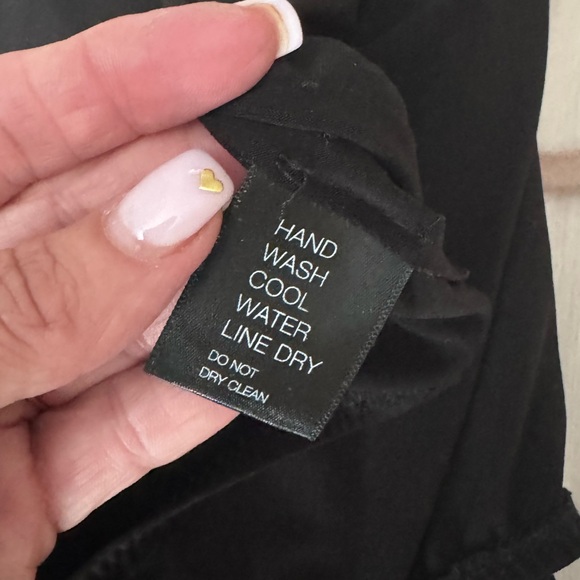 HAND
WASH
COOL
WATER
LINE DRY
DO NOT
DRY CLEAN